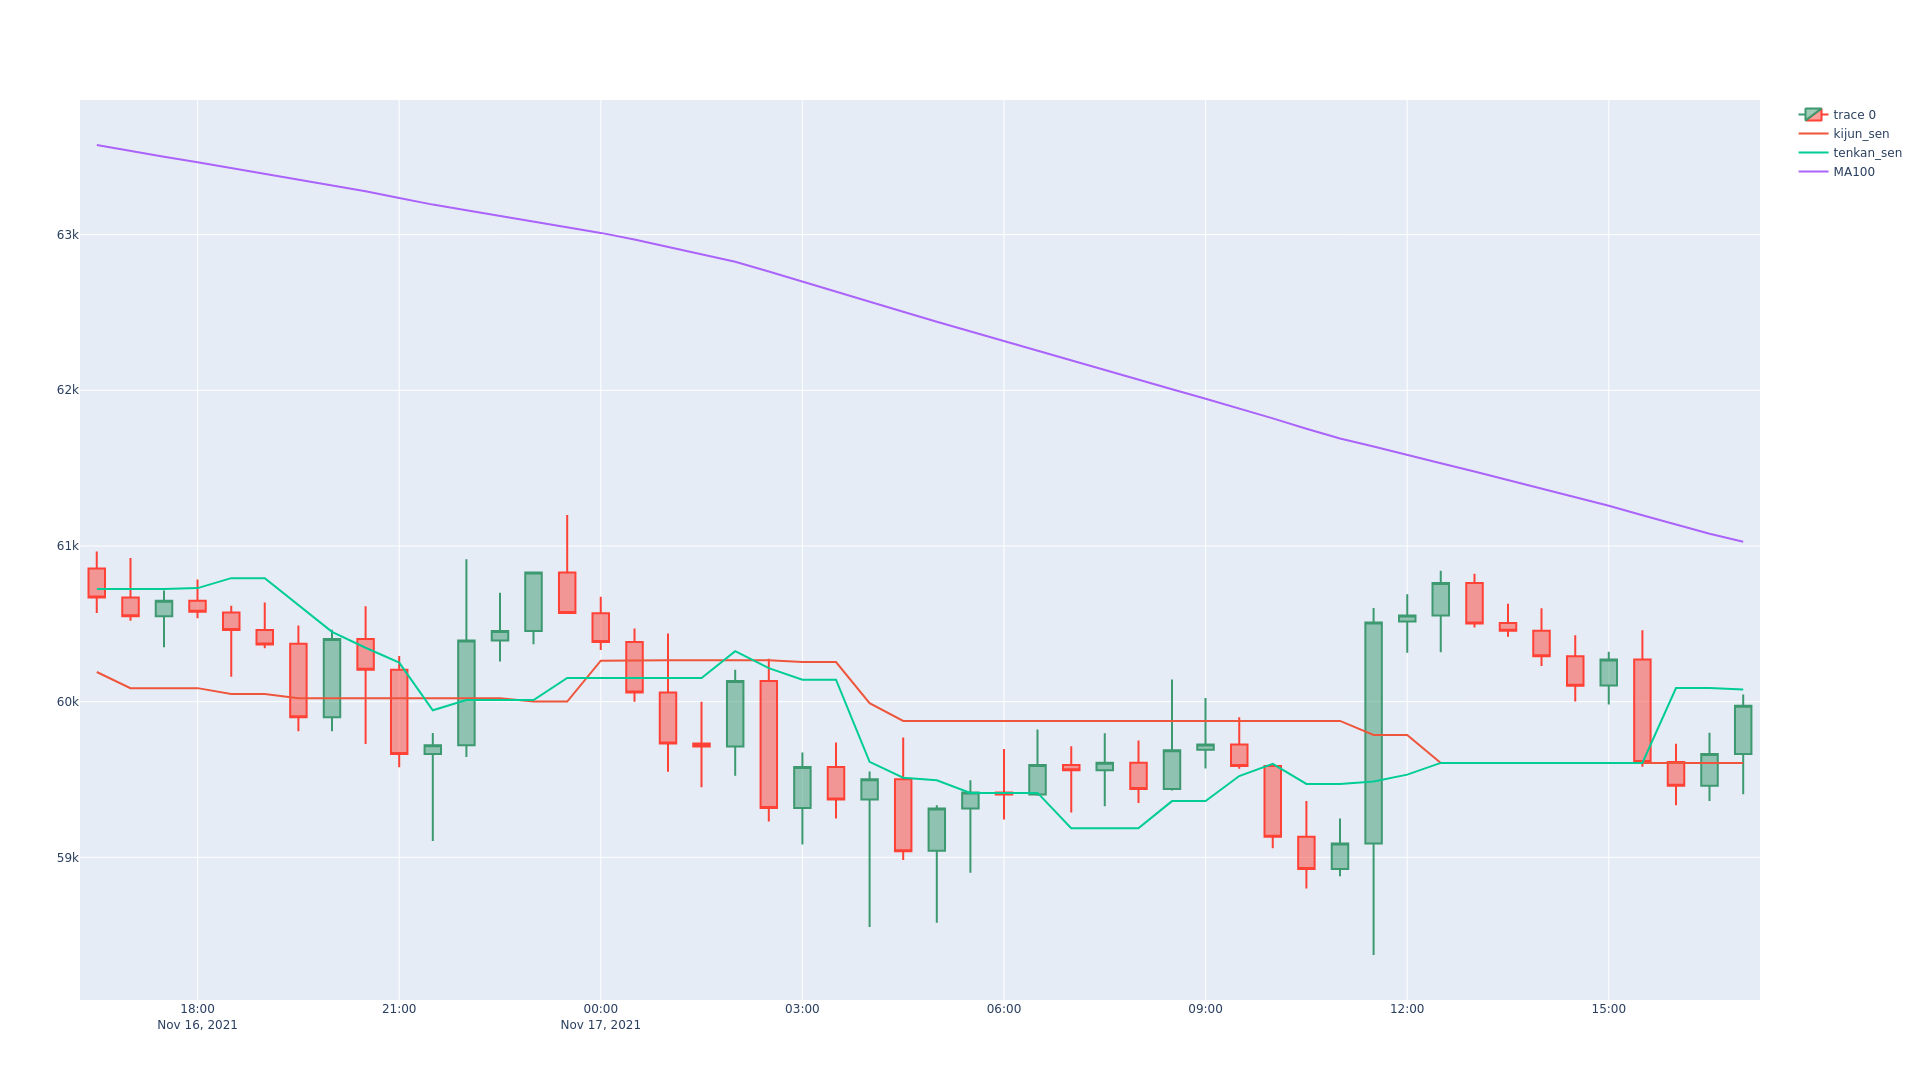 trace 0
kijun_sen
tenkan_sen
MA100
63k
62k
61k
60k
59k
18:00
Nov 16, 2021
21:00
00:00
Nov 17, 2021
03:00
06:00
09:00
12:00
15:00